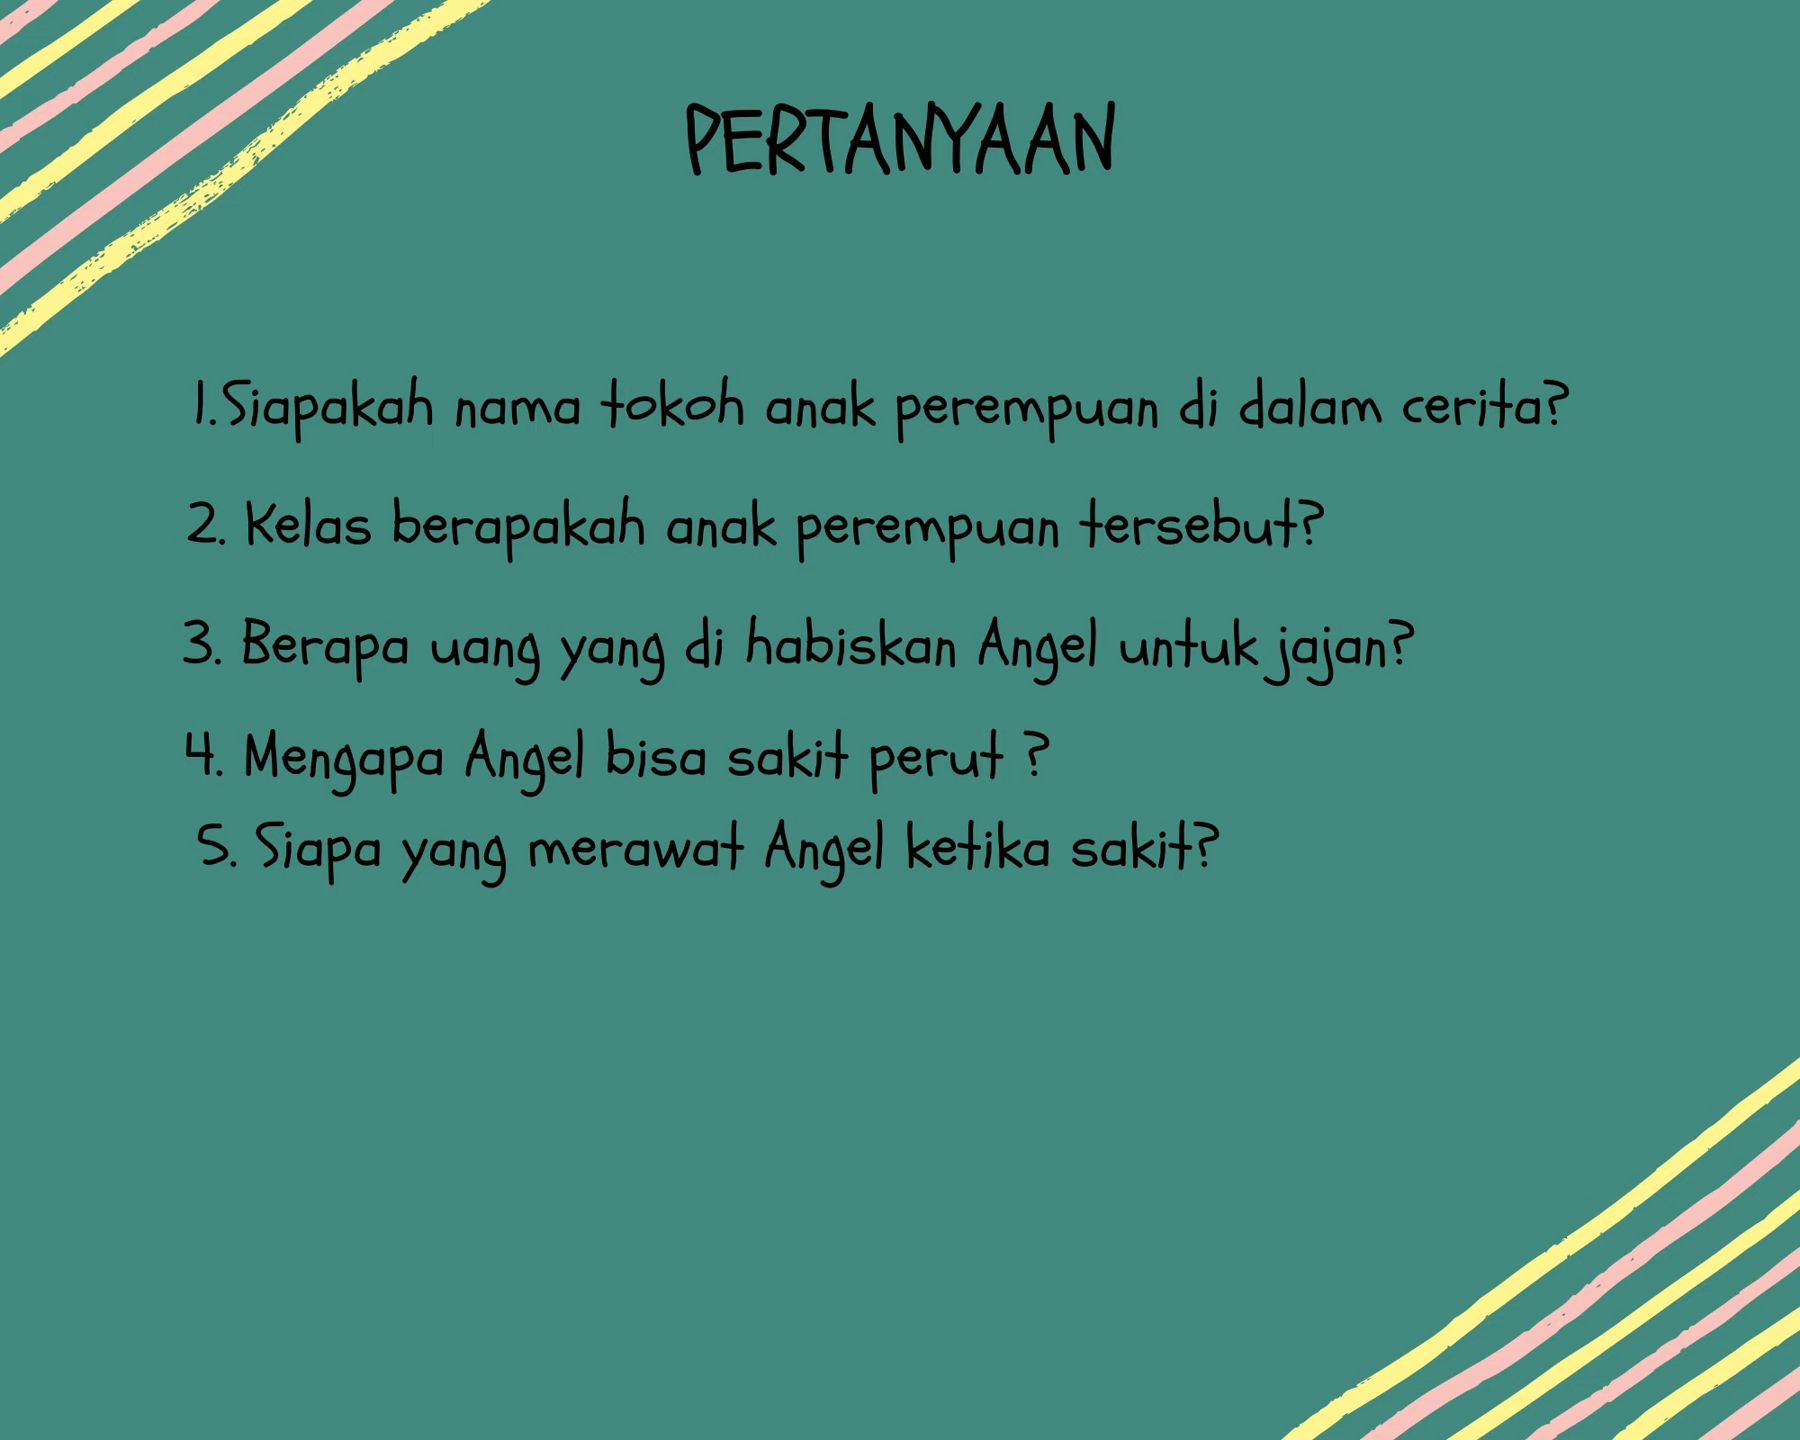 PERTANYAAN
1.Siapakah nama tokoh anak perempuan di dalam cerita?
2. Kelas berapakah anak perempuan tersebut?
3. Berapa uang yang di habiskan Angel untuk jajan?
4. Mengapa Angel bisa sakit perut ?
5. Siapa yang merawat Angel ketika sakit?